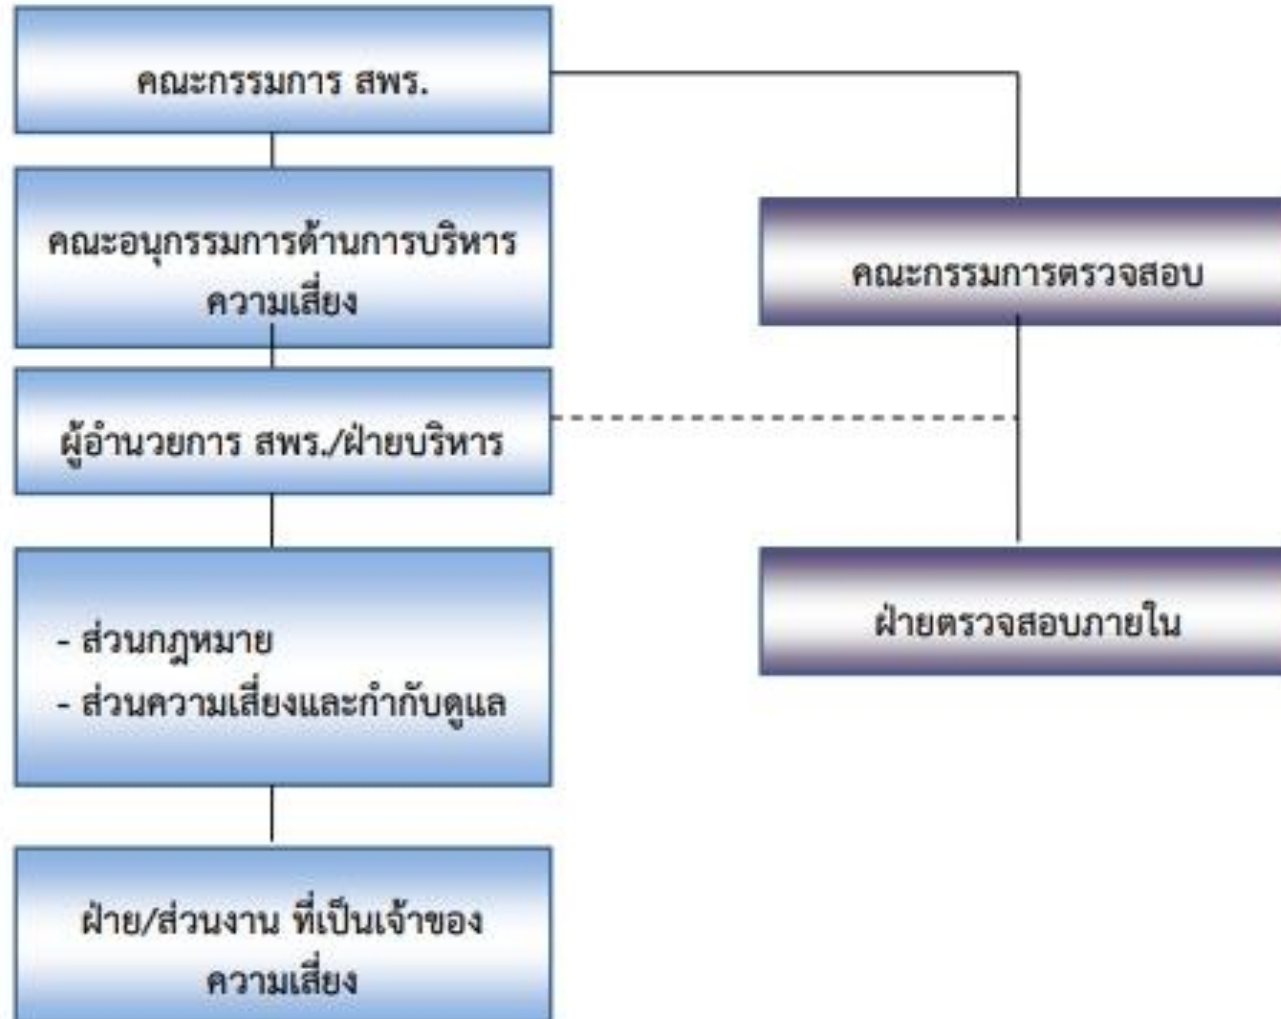 คณะกรรมการ สพร.
คณะอนุกรรมการด้านการบริหาร
ความเสี่ยง
คณะกรรมการตรวจสอบ
ผู้อำนวยการ สพร./ฝ่ายบริหาร
- ส่วนกฎหมาย
- ส่วนความเสี่ยงและกำกับดูแล
ฝ่ายตรวจสอบภายใน
ฝ่าย/ส่วนงาน ที่เป็นเจ้าของ
ความเสี่ยง